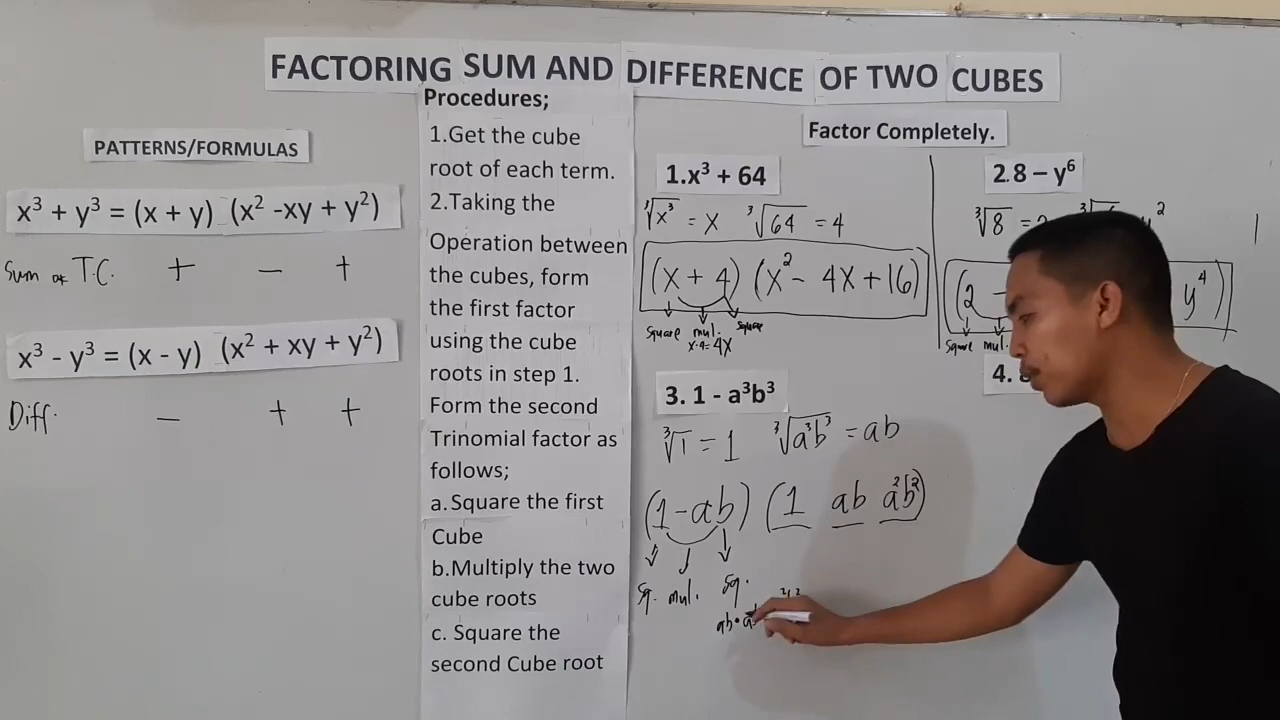 FACTORING SUM AND DIFFERENCE OF TWO CUBES
PATTERNS/FORMULAS
x³ + y³ = (x + y) (x² -xy + y²)
Sum of T.C. + - +
x³ - y³ = (x - y) (x² + xy + y²)
Diff. - + +
Procedures;
1.Get the cube
root of each term.
2.Taking the
Operation between
the cubes, form
the first factor
using the cube
roots in step 1.
Form the second
Trinomial factor as
follows;
a. Square the first
Cube
b.Multiply the two
cube roots
c. Square the
second Cube root
Factor Completely.
1.x³ + 64
∛x³ = x ∛64 = 4
(x + 4) (x² - 4x + 16)
square mul. square
x·4= 4x
2.8 – y⁶
∛8 =
(2 - y⁴)
square mul.
3. 1 - a³b³
∛1 = 1 ∛a³b³ = ab
(1 - ab) (1 ab a²b²)
sq. mul. sq.
ab·a
4.